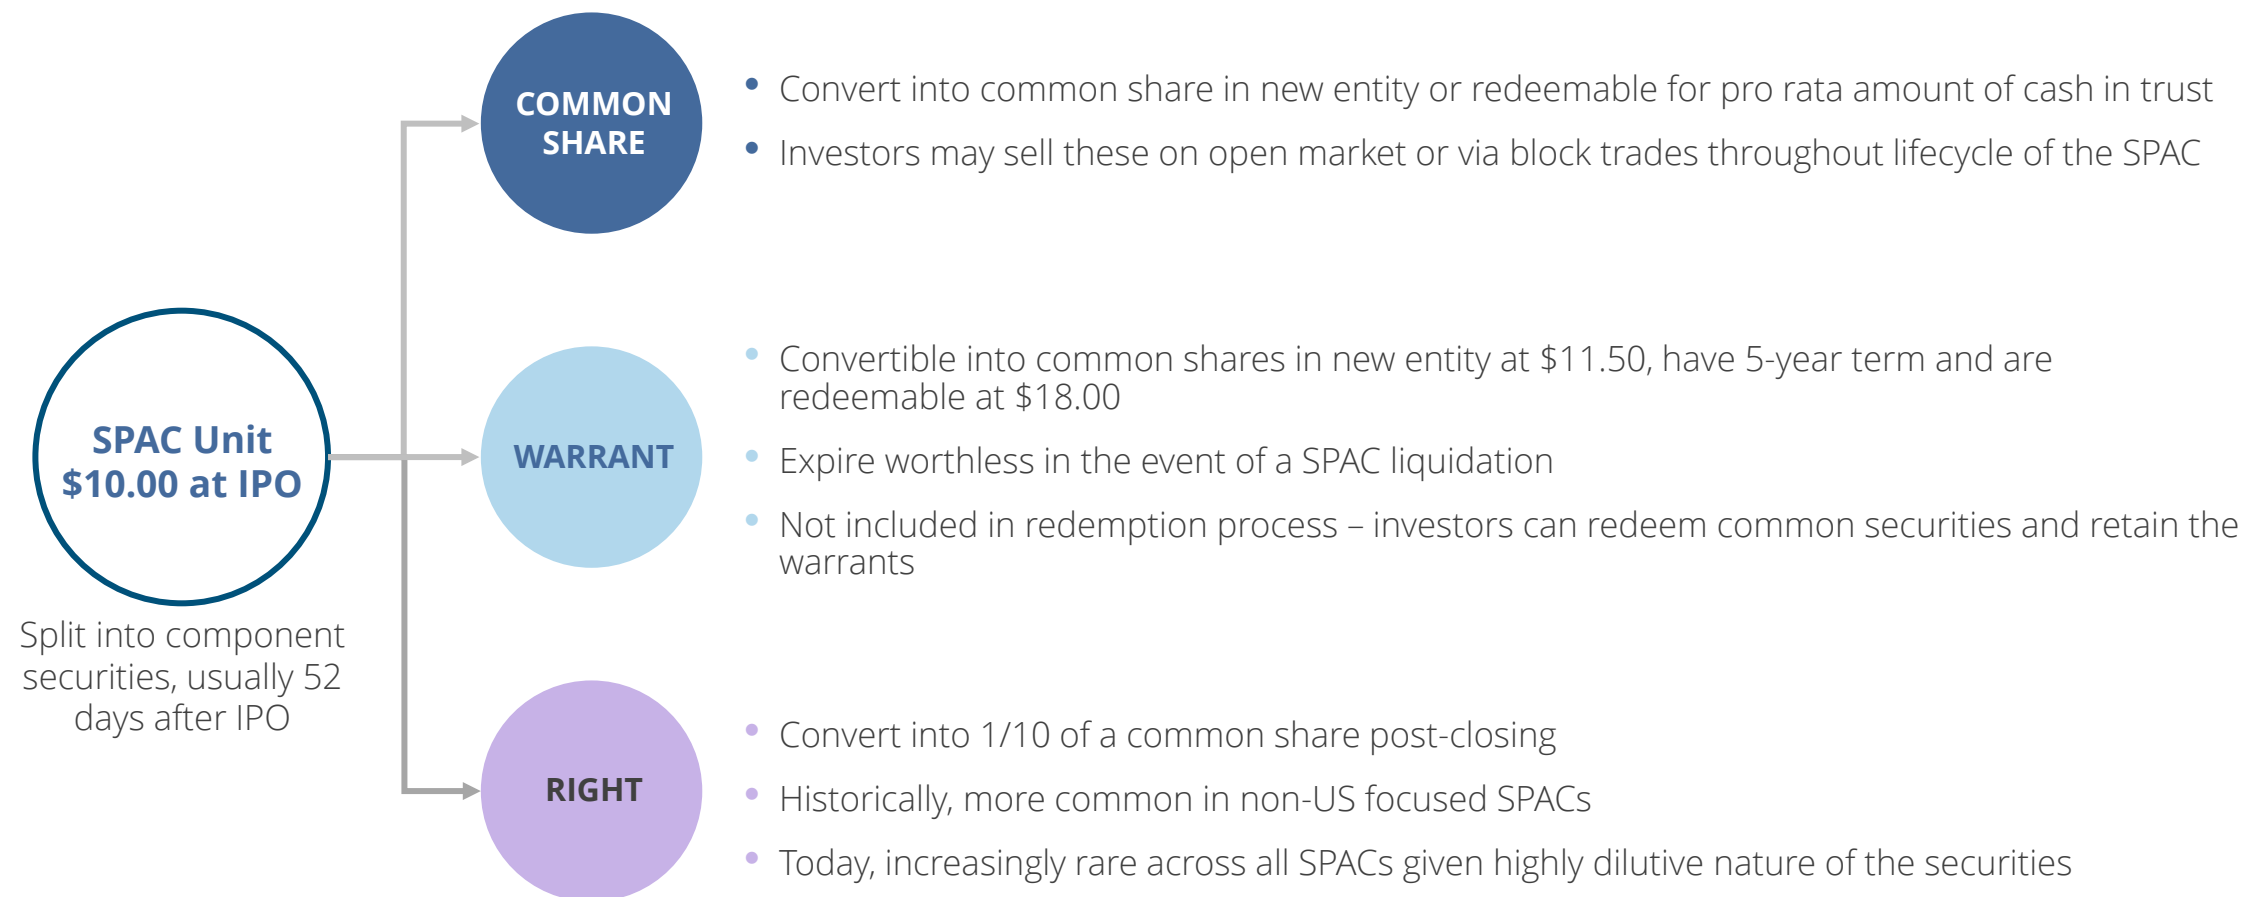 COMMON
SHARE
• Convert into common share in new entity or redeemable for pro rata amount of cash in trust
• Investors may sell these on open market or via block trades throughout lifecycle of the SPAC
SPAC Unit
$10.00 at IPO
Split into component
securities, usually 52
days after IPO
WARRANT
• Convertible into common shares in new entity at $11.50, have 5-year term and are
redeemable at $18.00
• Expire worthless in the event of a SPAC liquidation
• Not included in redemption process – investors can redeem common securities and retain the
warrants
RIGHT
• Convert into 1/10 of a common share post-closing
• Historically, more common in non-US focused SPACs
• Today, increasingly rare across all SPACs given highly dilutive nature of the securities